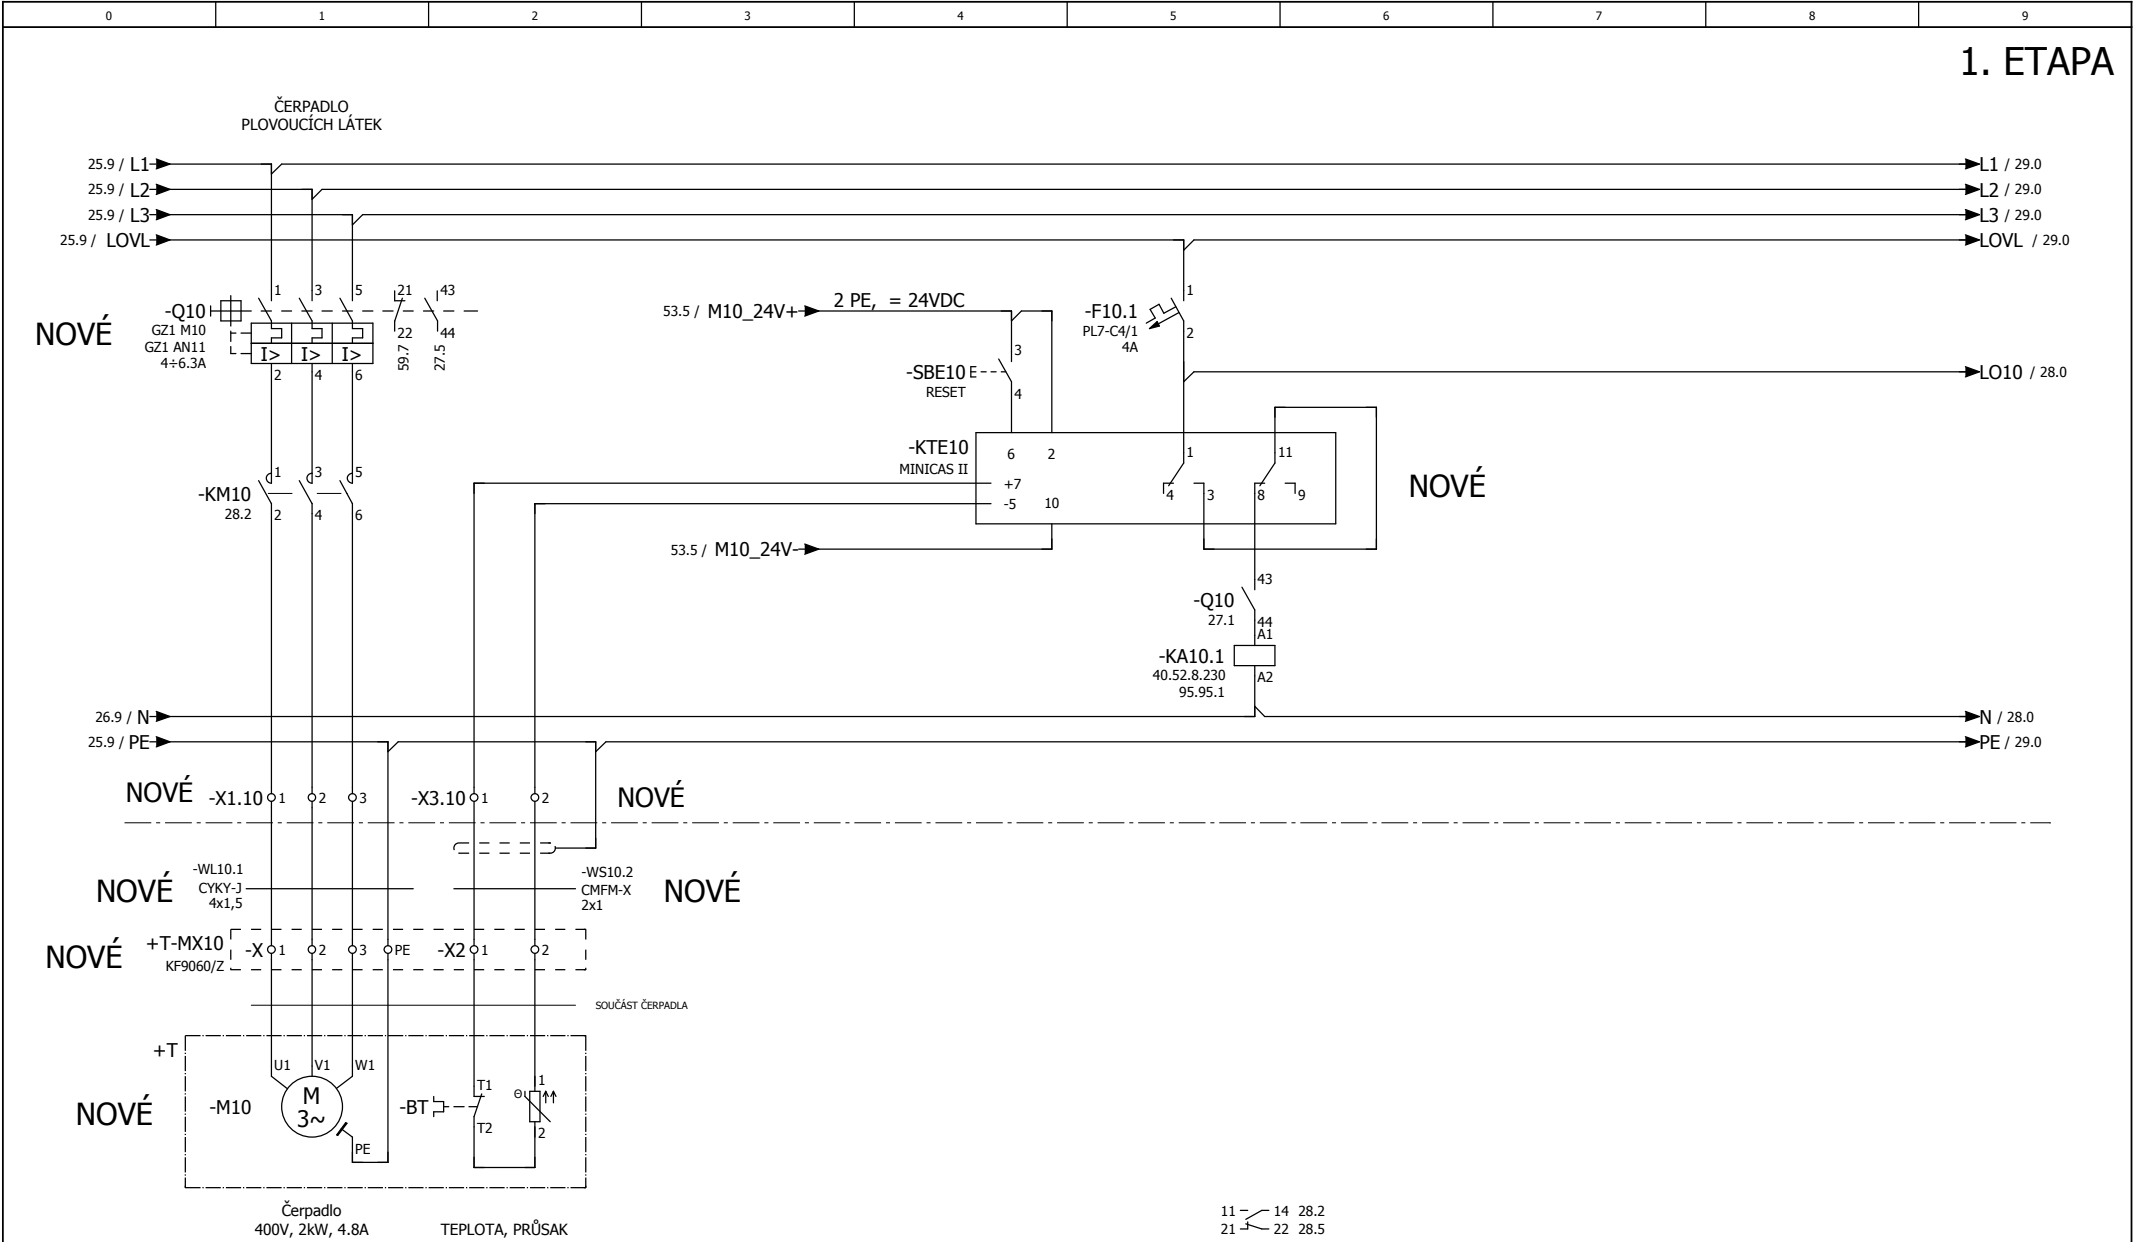 0 1 2 3 4 5 6 7 8 9
1. ETAPA
ČERPADLO
PLOVOUCÍCH LÁTEK
25.9 / L1 L1 / 29.0
25.9 / L2 L2 / 29.0
25.9 / L3 L3 / 29.0
25.9 / LOVL LOVL / 29.0
NOVÉ
-Q10
GZ1 M10
GZ1 AN11
4÷6.3A
1 3 5 21 43
22 44
59.7 27.5
I> I> I>
2 4 6
53.5 / M10_24V+ 2 PE, = 24VDC
-SBE10
RESET
E
3
4
-F10.1
PL7-C4/1
4A
1
2
LO10 / 28.0
-KTE10
MINICAS II
6 2 1 11
+7 4 3 8 9
-5 10
NOVÉ
-KM10
28.2
1 3 5
2 4 6
53.5 / M10_24V-
-Q10
27.1
43
44
A1
-KA10.1
40.52.8.230
95.95.1
A2
26.9 / N N / 28.0
25.9 / PE PE / 29.0
NOVÉ -X1.10 1 2 3 -X3.10 1 2 NOVÉ
NOVÉ
-WL10.1
CYKY-J
4x1,5
-WS10.2
CMFM-X
2x1
NOVÉ
NOVÉ
+T-MX10
KF9060/Z
-X 1 2 3 PE -X2 1 2
SOUČÁST ČERPADLA
+T
NOVÉ
-M10
U1 V1 W1
M
3~
PE
-BT
T1
T2
Θ
1
2
Čerpadlo
400V, 2kW, 4.8A
TEPLOTA, PRŮSAK
11 14 28.2
21 22 28.5